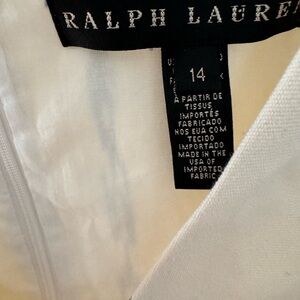 RALPH LAURE
14
À PARTIR DE
TISSUS
IMPORTÉS
FABRICADO
NOS EUA COM
TECIDO
IMPORTADO
MADE IN THE
USA OF
IMPORTED
FABRIC